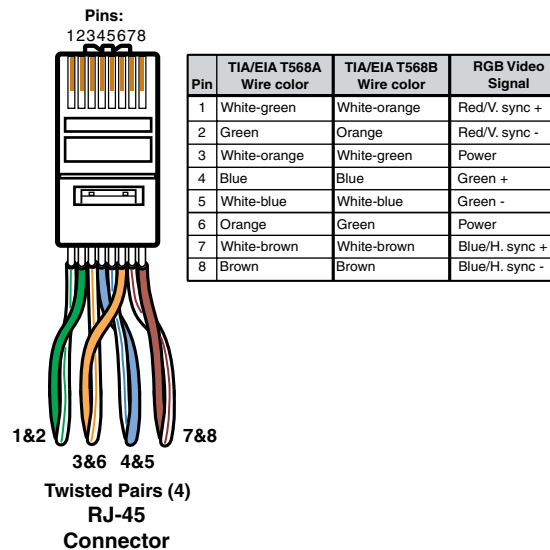 Pins:
12345678
Pin TIA/EIA T568A Wire color TIA/EIA T568B Wire color RGB Video Signal
1 White-green White-orange Red/V. sync +
2 Green Orange Red/V. sync -
3 White-orange White-green Power
4 Blue Blue Green +
5 White-blue White-blue Green -
6 Orange Green Power
7 White-brown White-brown Blue/H. sync +
8 Brown Brown Blue/H. sync -
1&2 7&8
3&6 4&5
Twisted Pairs (4)
RJ-45
Connector